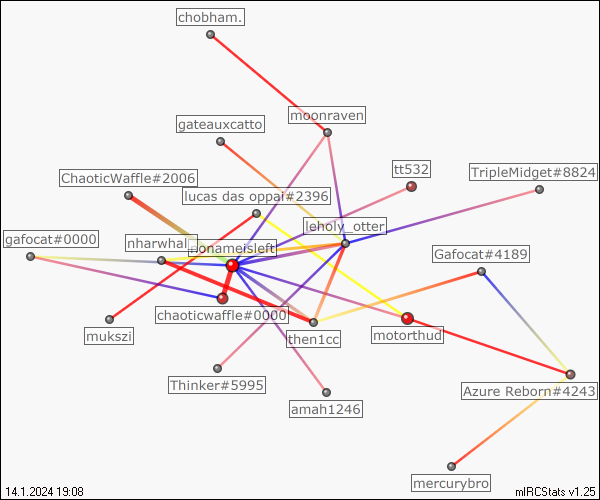 chobham.
moonraven
gateauxcatto
tt532
TripleMidget#8824
ChaoticWaffle#2006
lucas das oppai#2396
leholy_otter
gafocat#0000
nharwhal
nonameisleft
Gafocat#4189
chaoticwaffle#0000
mukszi
then1cc
motorthud
Thinker#5995
Azure Reborn#4243
amah1246
mercurybro
14.1.2024 19:08
mIRCStats v1.25